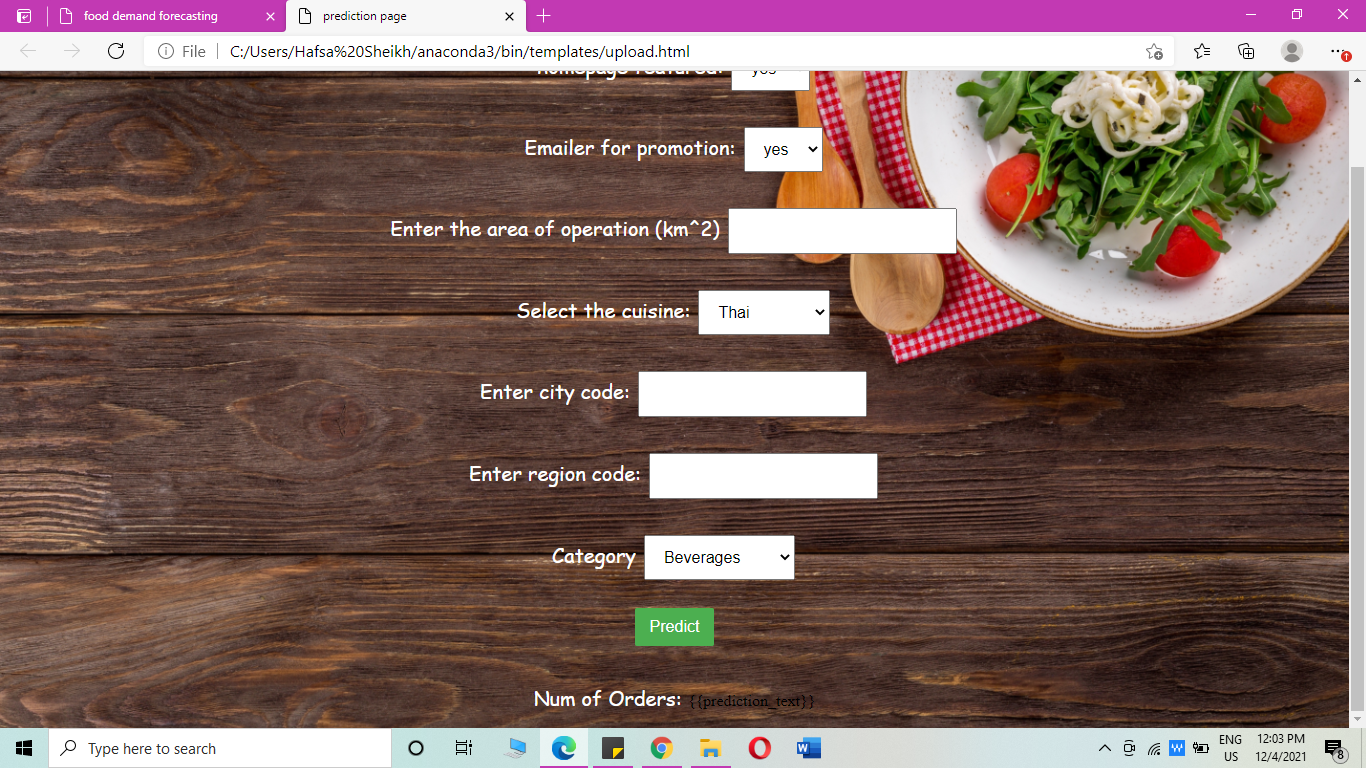 food demand forecasting
prediction page
File
C:/Users/Hafsa%20Sheikh/anaconda3/bin/templates/upload.html
Homepage featured: yes
Emailer for promotion: yes
Enter the area of operation (km^2)
Select the cuisine: Thai
Enter city code:
Enter region code:
Category Beverages
Predict
Num of Orders: {{prediction_text}}
Type here to search
ENG
US
12:03 PM
12/4/2021
8